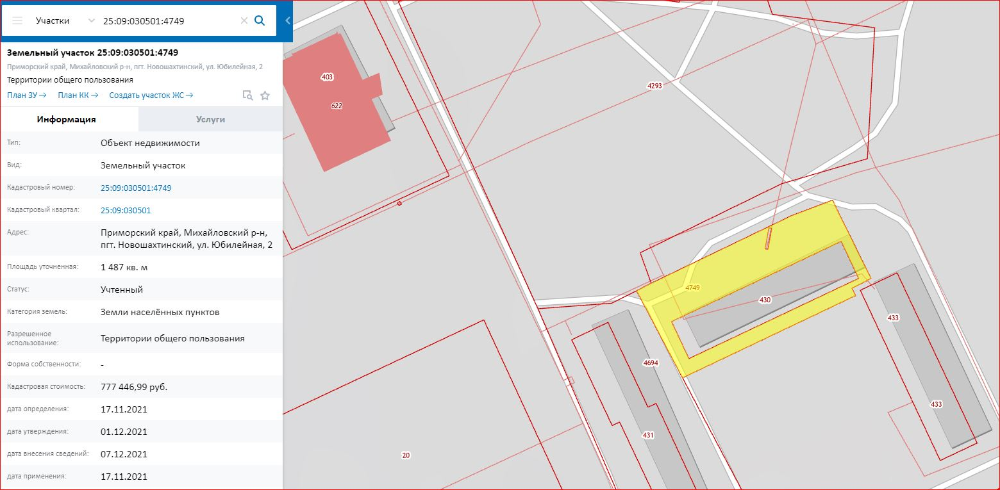 Участки 25:09:030501:4749
Земельный участок 25:09:030501:4749
Приморский край, Михайловский р-н, пгт. Новошахтинский, ул. Юбилейная, 2
Территории общего пользования
План ЗУ → План КК → Создать участок ЖС →
Информация Услуги
Тип: Объект недвижимости
Вид: Земельный участок
Кадастровый номер: 25:09:030501:4749
Кадастровый квартал: 25:09:030501
Адрес: Приморский край, Михайловский р-н,
пгт. Новошахтинский, ул. Юбилейная, 2
Площадь уточненная: 1 487 кв. м
Статус: Учтенный
Категория земель: Земли населённых пунктов
Разрешенное
использование: Территории общего пользования
Форма собственности: -
Кадастровая стоимость: 777 446,99 руб.
дата определения: 17.11.2021
дата утверждения: 01.12.2021
дата внесения сведений: 07.12.2021
дата применения: 17.11.2021
403
4293
622
4749
430
433
4694
433
431
20